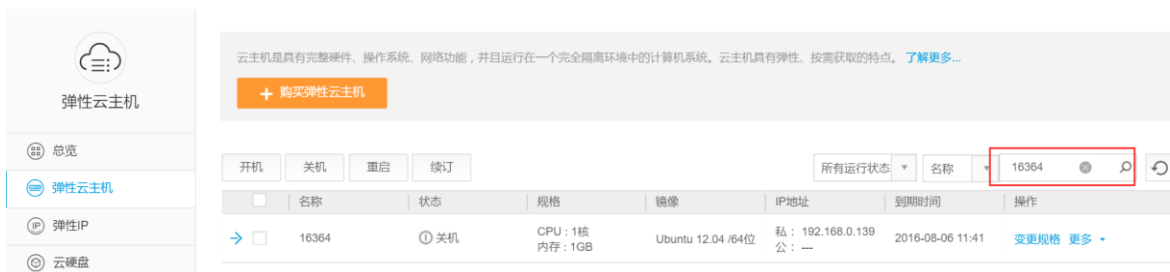 云主机是具有完整硬件、操作系统、网络功能，并且运行在一个完全隔离环境中的计算机系统。云主机具有弹性、按需获取的特点。 了解更多...
+ 购买弹性云主机
弹性云主机
总览
弹性云主机
弹性IP
云硬盘
开机 关机 重启 续订 所有运行状态 名称 16364
名称 状态 规格 镜像 IP地址 到期时间 操作
16364 关机 CPU：1核 内存：1GB Ubuntu 12.04 /64位 私： 192.168.0.139 公： --- 2016-08-06 11:41 变更规格 更多